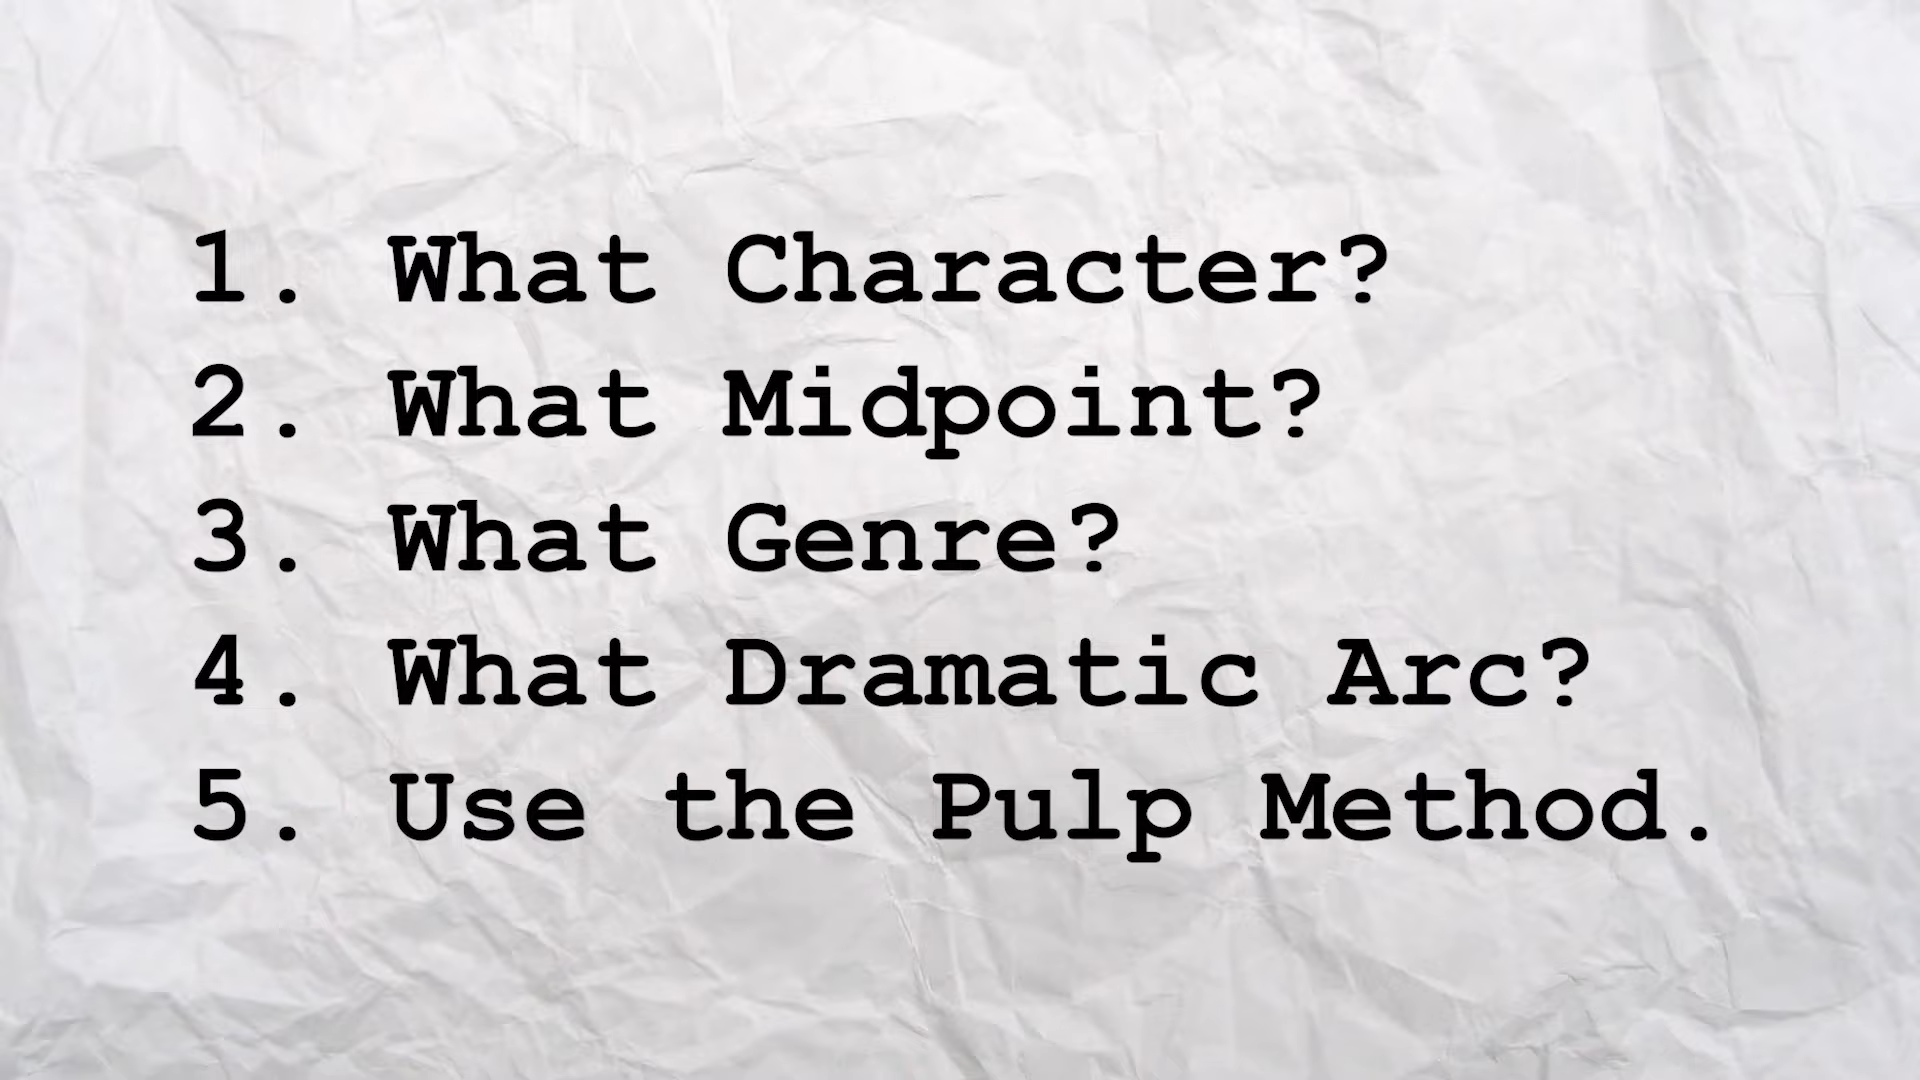 1. What Character?
2. What Midpoint?
3. What Genre?
4. What Dramatic Arc?
5. Use the Pulp Method.